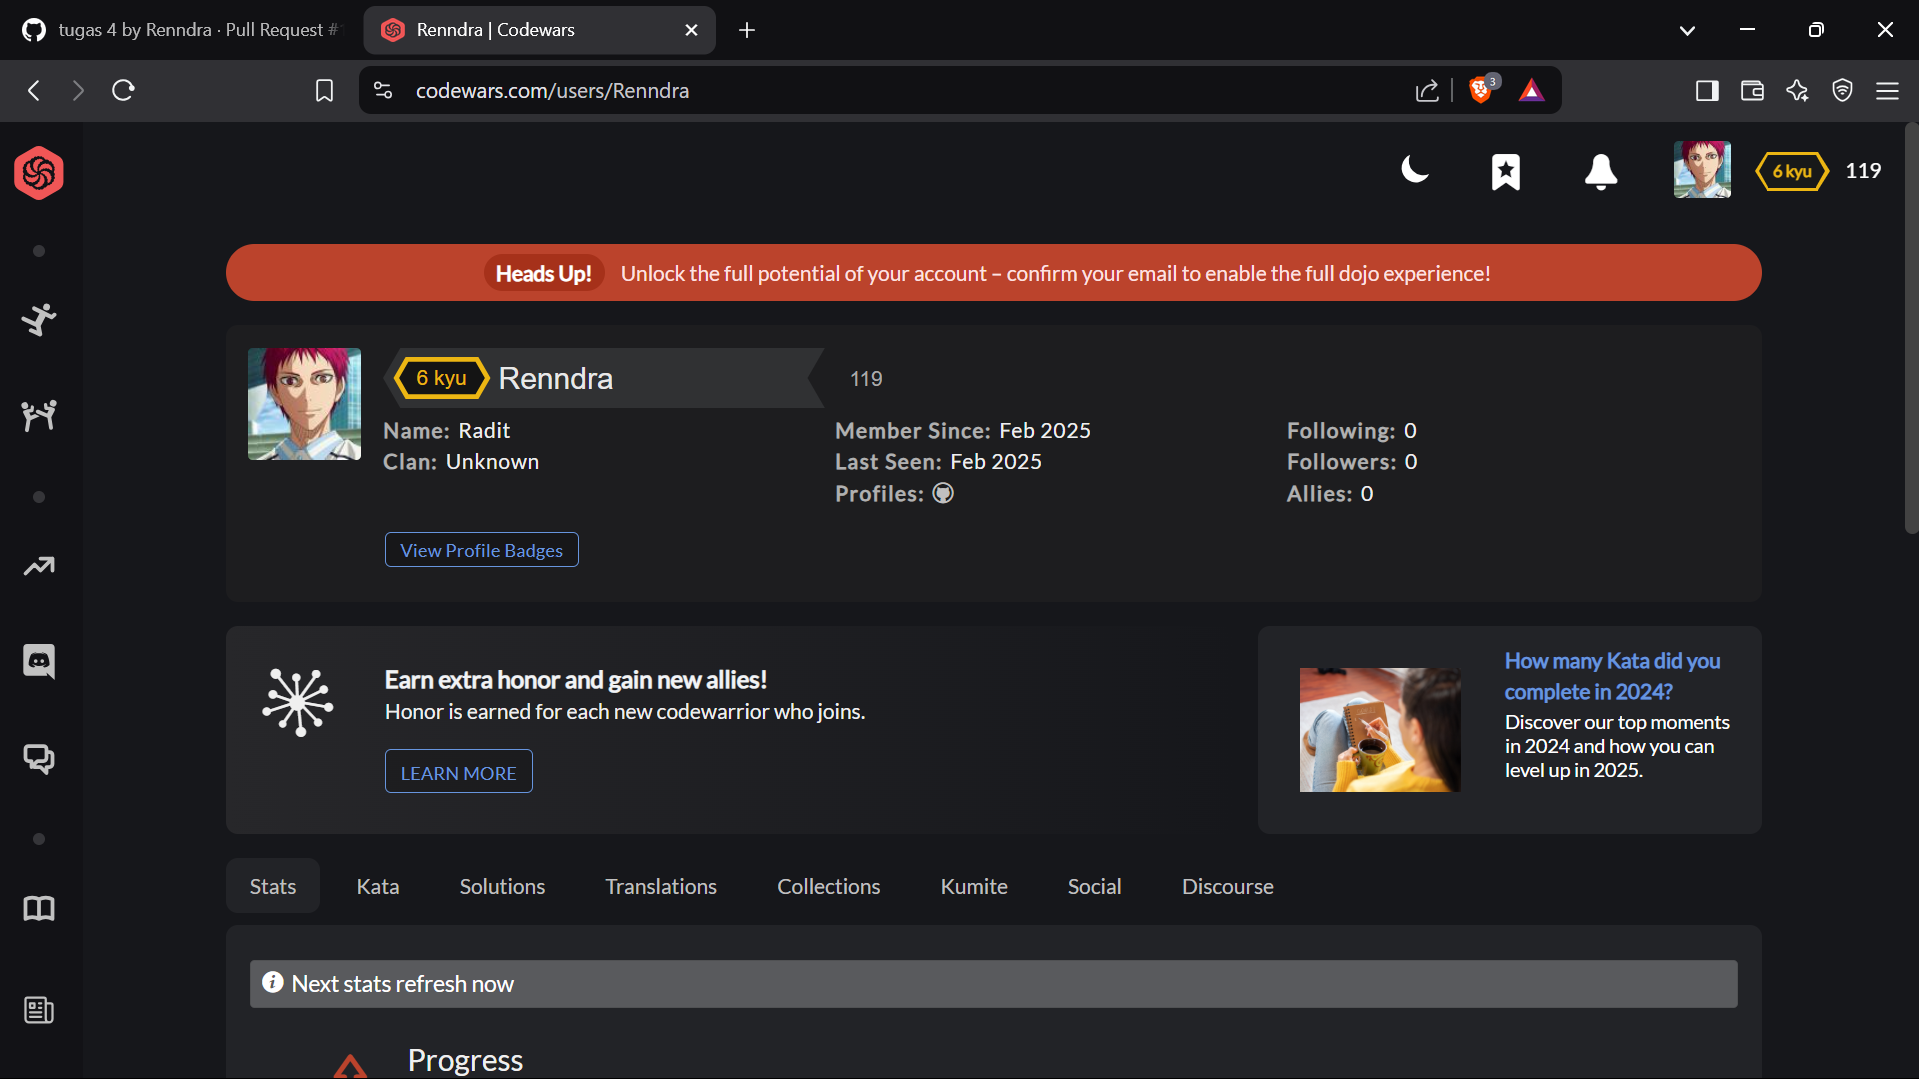 tugas 4 by Renndra · Pull Request #
Renndra | Codewars
codewars.com/users/Renndra
3
6 kyu
119
Heads Up! Unlock the full potential of your account – confirm your email to enable the full dojo experience!
6 kyu Renndra
119
Name: Radit
Clan: Unknown
Member Since: Feb 2025
Last Seen: Feb 2025
Profiles:
Following: 0
Followers: 0
Allies: 0
View Profile Badges
Earn extra honor and gain new allies!
Honor is earned for each new codewarrior who joins.
LEARN MORE
How many Kata did you
complete in 2024?
Discover our top moments
in 2024 and how you can
level up in 2025.
Stats Kata Solutions Translations Collections Kumite Social Discourse
Next stats refresh now
Progress